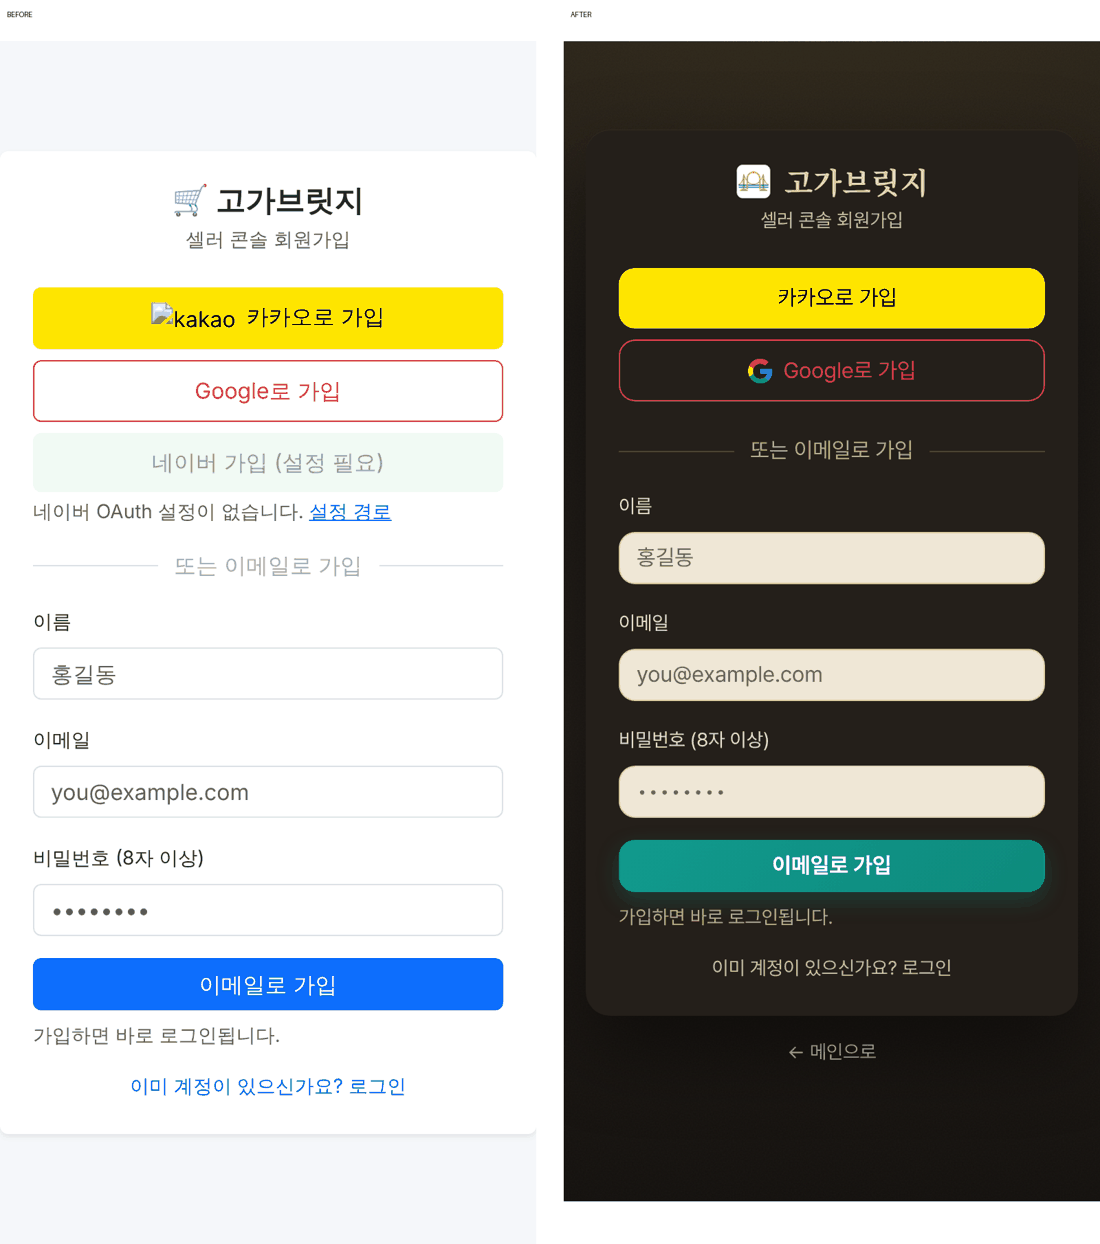 BEFORE
🛒 고가브릿지
셀러 콘솔 회원가입
kakao 카카오로 가입
Google로 가입
네이버 가입 (설정 필요)
네이버 OAuth 설정이 없습니다. 설정 경로
또는 이메일로 가입
이름
홍길동
이메일
you@example.com
비밀번호 (8자 이상)
••••••••
이메일로 가입
가입하면 바로 로그인됩니다.
이미 계정이 있으신가요? 로그인
AFTER
고가브릿지
셀러 콘솔 회원가입
카카오로 가입
Google로 가입
또는 이메일로 가입
이름
홍길동
이메일
you@example.com
비밀번호 (8자 이상)
••••••••
이메일로 가입
가입하면 바로 로그인됩니다.
이미 계정이 있으신가요? 로그인
← 메인으로